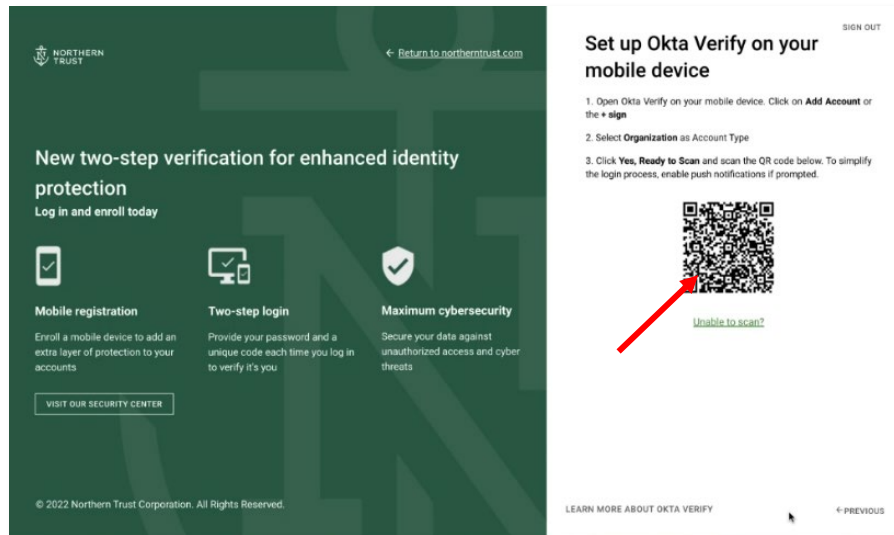 NORTHERN
TRUST
← Return to northerntrust.com
New two-step verification for enhanced identity
protection
Log in and enroll today
Mobile registration
Enroll a mobile device to add an
extra layer of protection to your
accounts
Two-step login
Provide your password and a
unique code each time you log in
to verify it's you
Maximum cybersecurity
Secure your data against
unauthorized access and cyber
threats
VISIT OUR SECURITY CENTER
© 2022 Northern Trust Corporation. All Rights Reserved.
SIGN OUT
Set up Okta Verify on your
mobile device
1. Open Okta Verify on your mobile device. Click on Add Account or
the + sign
2. Select Organization as Account Type
3. Click Yes, Ready to Scan and scan the QR code below. To simplify
the login process, enable push notifications if prompted.
Unable to scan?
LEARN MORE ABOUT OKTA VERIFY
← PREVIOUS